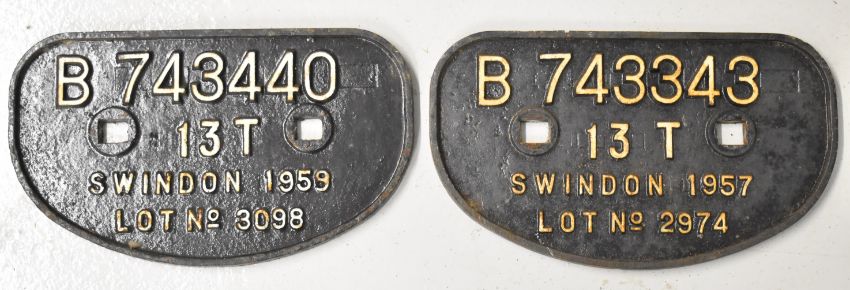 B 743440
13 T
SWINDON 1959
LOT Nº 3098
B 743343
13 T
SWINDON 1957
LOT Nº 2974